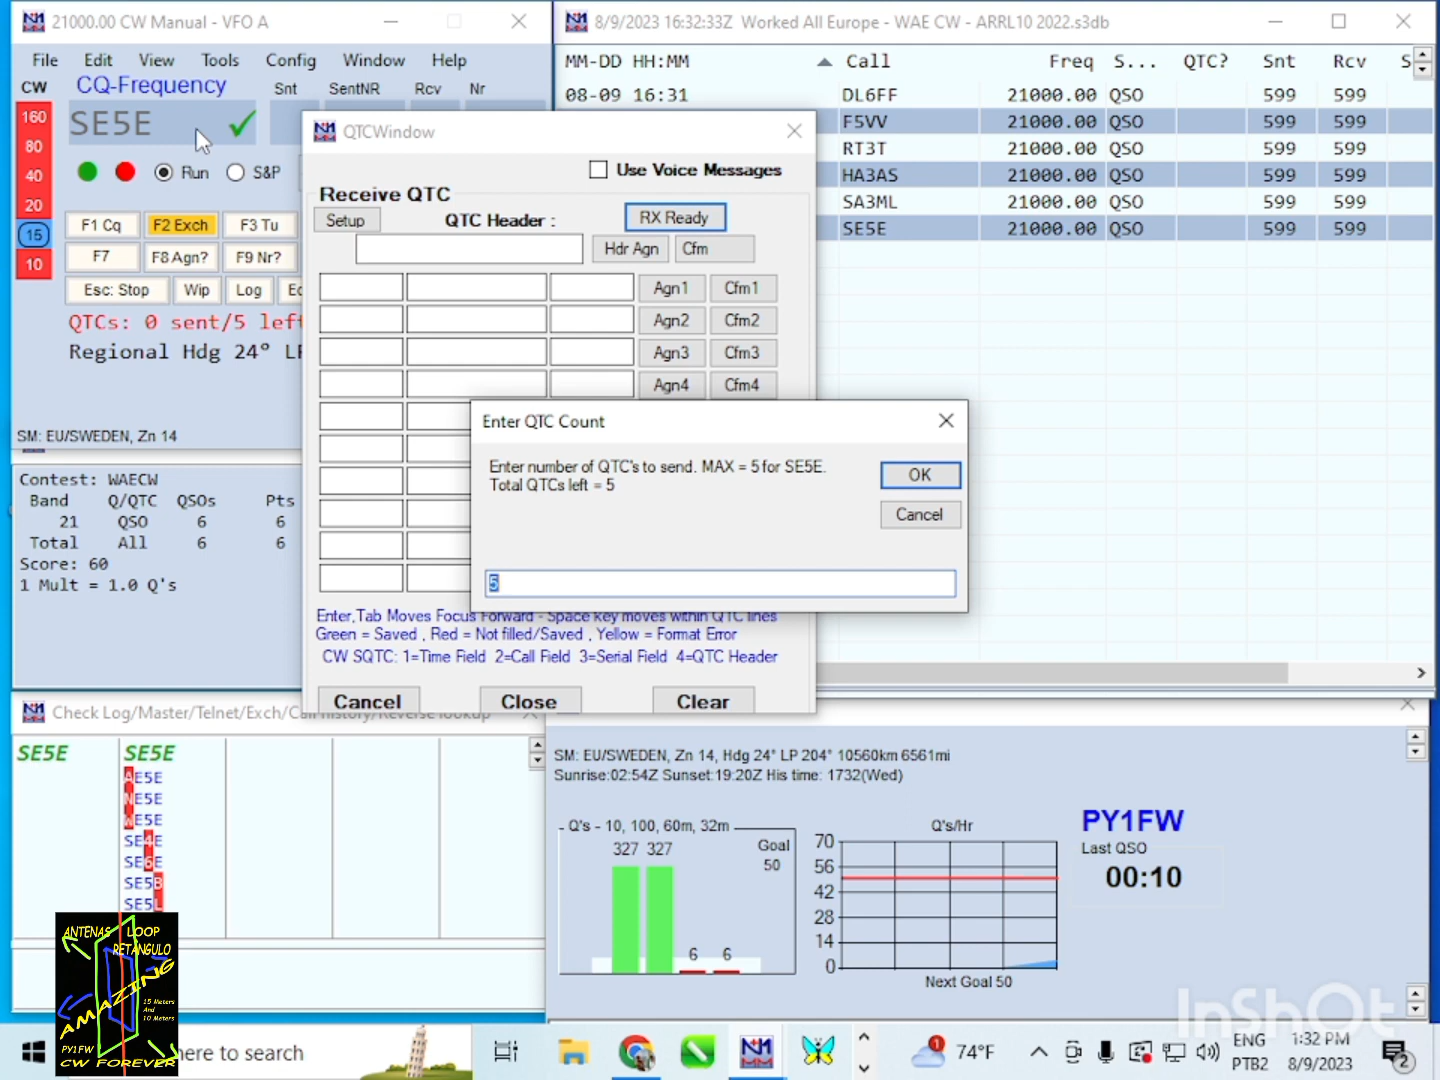 21000.00 CW Manual - VFO A
File Edit View Tools Config Window Help
CW CQ-Frequency Snt SentNR Rcv Nr
160
80
40
20
15
10
SE5E
Run S&P
F1 Cq F2 Exch F3 Tu
F7 F8 Agn? F9 Nr?
Esc: Stop Wip Log
QTCs: 0 sent/5 left
Regional Hdg 24° LP
SM: EU/SWEDEN, Zn 14
Contest: WAECW
Band Q/QTC QSOs Pts
21 QSO 6 6
Total All 6 6
Score: 60
1 Mult = 1.0 Q's
QTCWindow
Use Voice Messages
Receive QTC
Setup QTC Header : RX Ready
Hdr Agn Cfm
Agn1 Cfm1
Agn2 Cfm2
Agn3 Cfm3
Agn4 Cfm4
Enter QTC Count
Enter number of QTC's to send. MAX = 5 for SE5E.
Total QTCs left = 5
OK
Cancel
5
Enter,Tab Moves Focus Forward - Space key moves within QTC lines
Green = Saved , Red = Not filled/Saved , Yellow = Format Error
CW SQTC: 1=Time Field 2=Call Field 3=Serial Field 4=QTC Header
Cancel Close Clear
8/9/2023 16:32:33Z Worked All Europe - WAE CW - ARRL10 2022.s3db
MM-DD HH:MM Call Freq S... QTC? Snt Rcv S
08-09 16:31 DL6FF 21000.00 QSO 599 599
F5VV 21000.00 QSO 599 599
RT3T 21000.00 QSO 599 599
HA3AS 21000.00 QSO 599 599
SA3ML 21000.00 QSO 599 599
SE5E 21000.00 QSO 599 599
Check Log/Master/Telnet/Exch/Call history/Reverse lookup
SE5E SE5E
AE5E
NE5E
WE5E
SE4E
SE6E
SE5B
SE5L
SM: EU/SWEDEN, Zn 14, Hdg 24° LP 204° 10560km 6561mi
Sunrise:02:54Z Sunset:19:20Z His time: 1732(Wed)
Q's - 10, 100, 60m, 32m
327 327
Goal
50
6 6
Q's/Hr
70
56
42
28
14
0
Next Goal 50
PY1FW
Last QSO
00:10
ANTENAS LOOP
RETANGULO
AMAZING
15 Meters
And
10 Meters
PY1FW
CW FOREVER
InShOt
here to search
1
74°F
ENG
PTB2
1:32 PM
8/9/2023
2